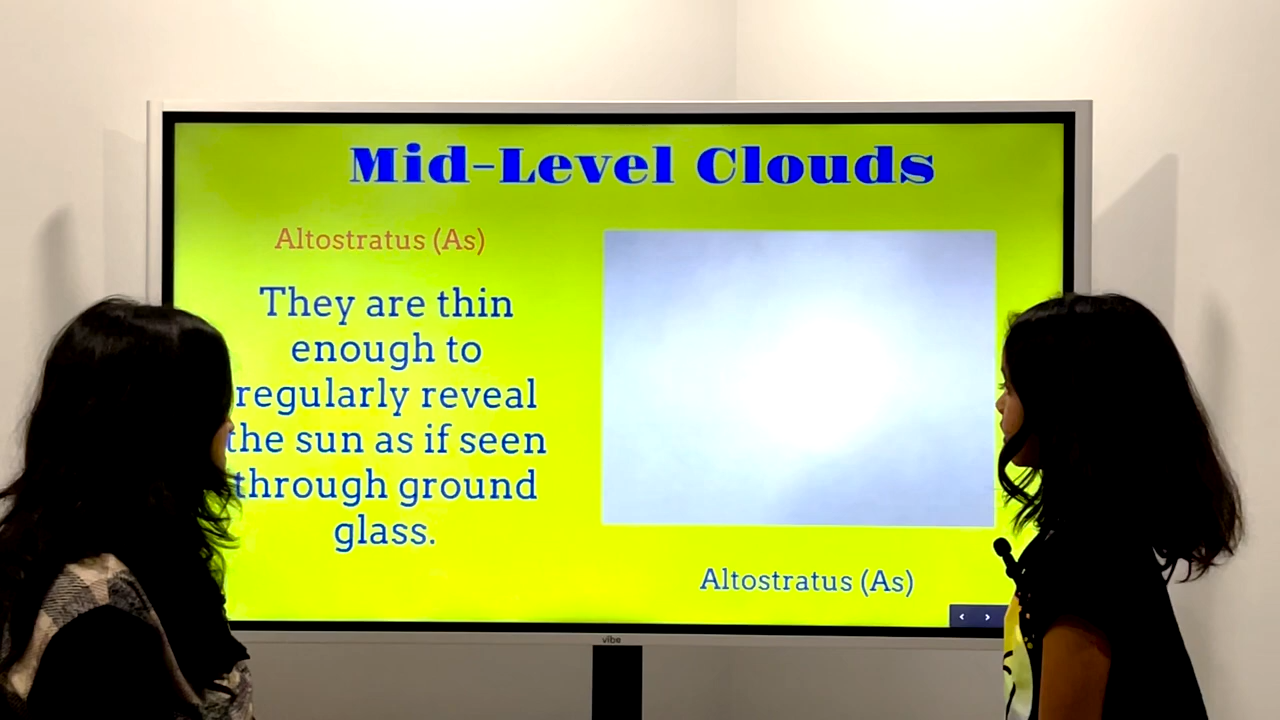 Mid-Level Clouds
Altostratus (As)
They are thin
enough to
regularly reveal
the sun as if seen
through ground
glass.
Altostratus (As)
vibe